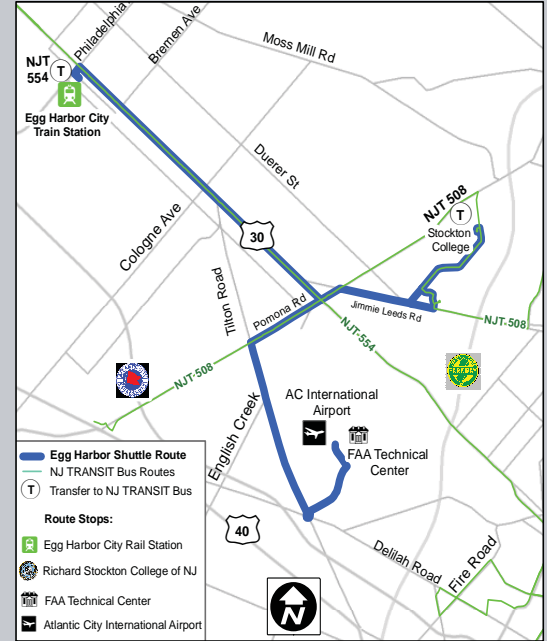 Philadelphia
Bremen Ave
Moss Mill Rd
NJT
554
T
Egg Harbor City
Train Station
Duerer St
NJT 508
T
Stockton
College
Cologne Ave
30
Tilton Road
Pomona Rd
Jimmie Leeds Rd
NJT-508
NJT-554
NJT-508
PARKWAY
AC International
Airport
FAA Technical
Center
English Creek
40
Delilah Road
Fire Road
N
Egg Harbor Shuttle Route
NJ TRANSIT Bus Routes
T Transfer to NJ TRANSIT Bus
Route Stops:
Egg Harbor City Rail Station
Richard Stockton College of NJ
FAA Technical Center
Atlantic City International Airport